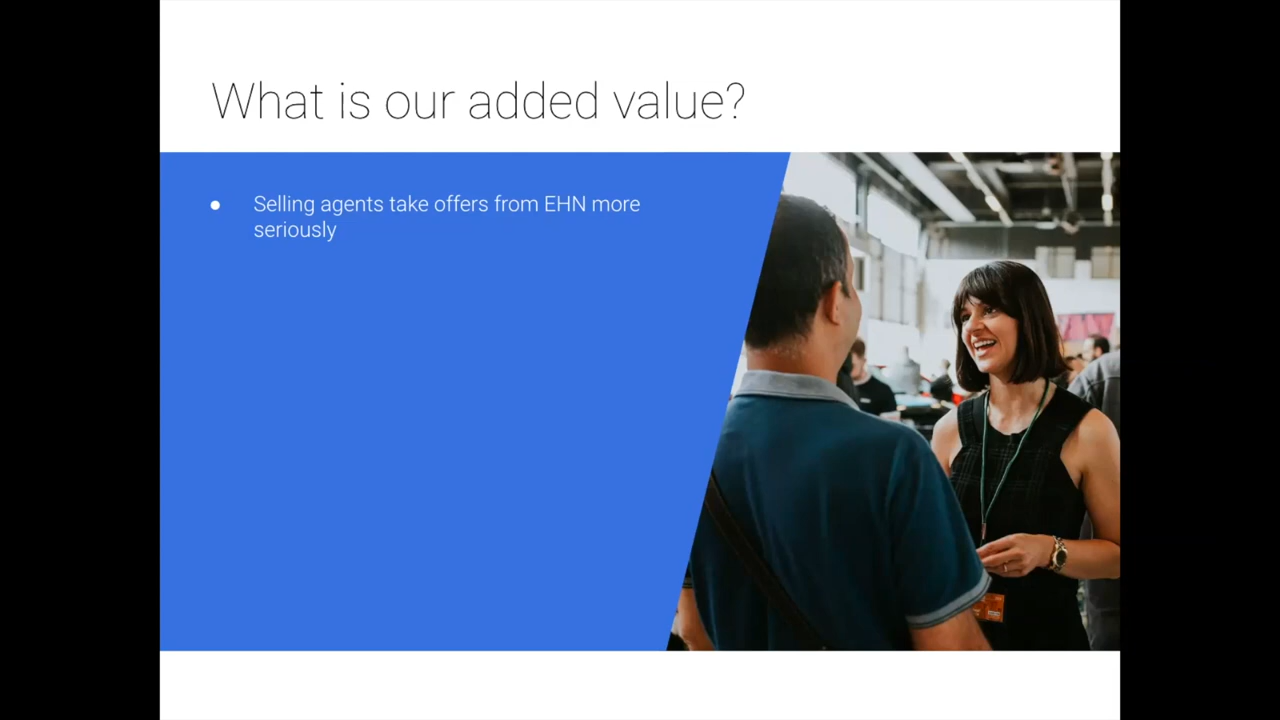 What is our added value?
● Selling agents take offers from EHN more
seriously